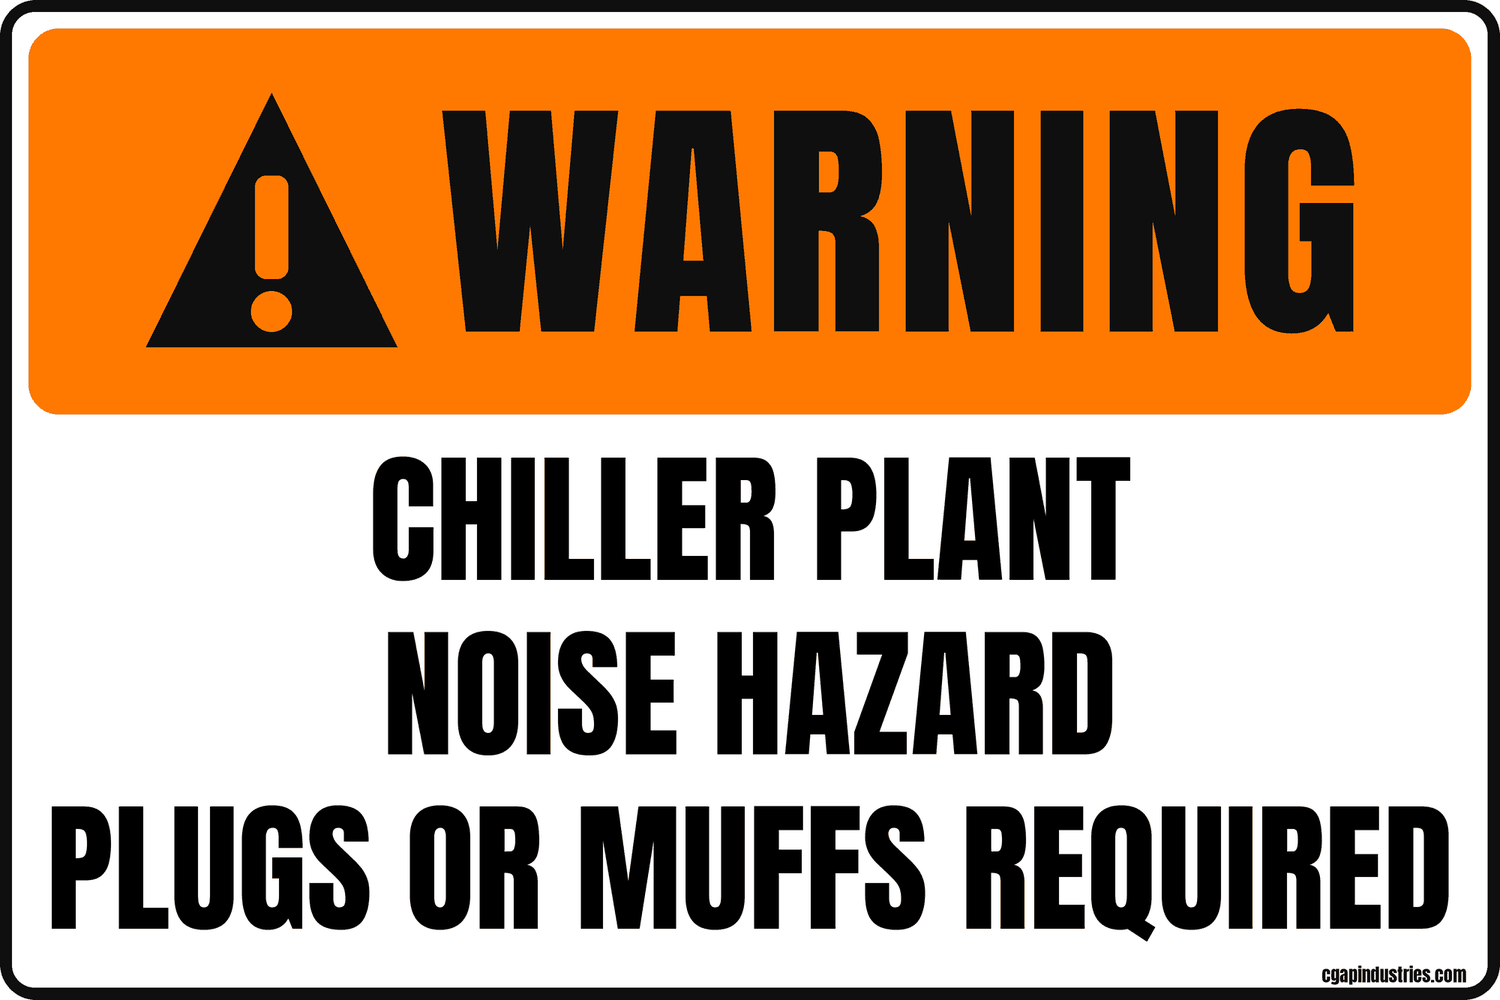 WARNING
CHILLER PLANT
NOISE HAZARD
PLUGS OR MUFFS REQUIRED
cgapindustries.com